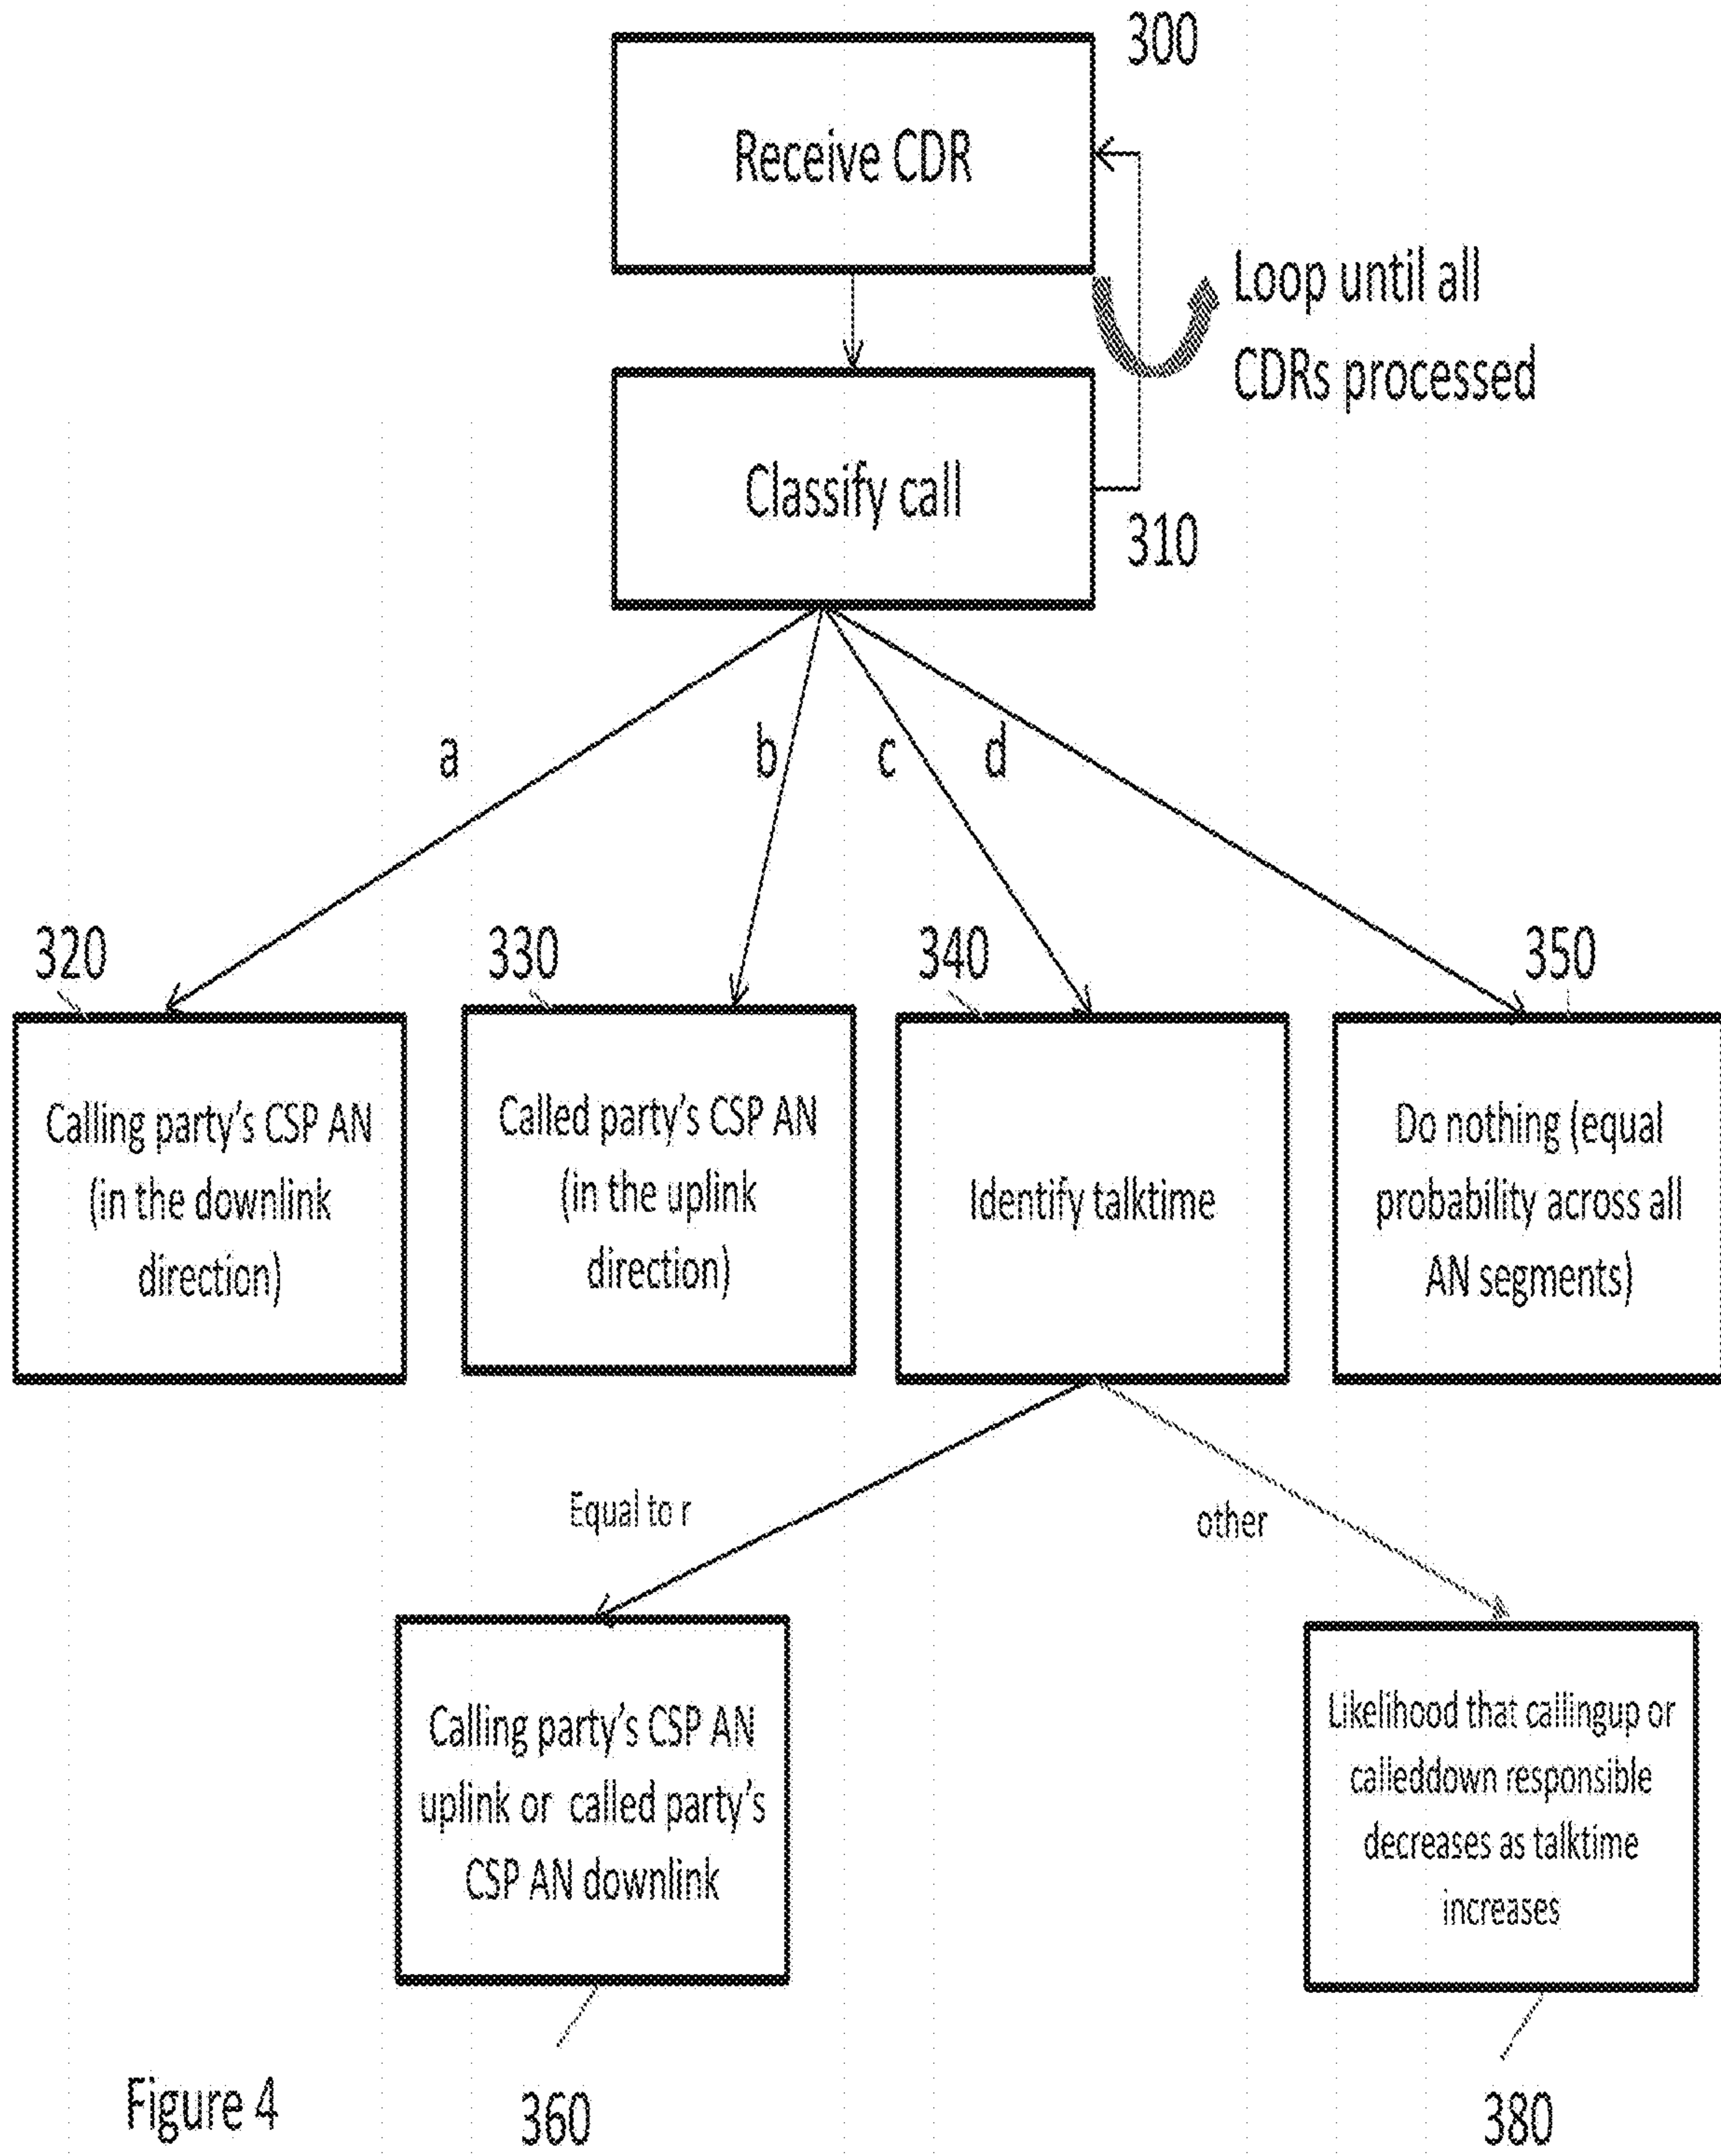 300
Receive CDR
Loop until all
CDRs processed
Classify call
310
a
b
c
d
320
330
340
350
Calling party's CSP AN
(in the downlink
direction)
Called party's CSP AN
(in the uplink
direction)
Identify talktime
Do nothing (equal
probability across all
AN segments)
Equal to r
other
Calling party's CSP AN
uplink or called party's
CSP AN downlink
Likelihood that callingup or
calleddown responsible
decreases as talktime
increases
Figure 4
360
380